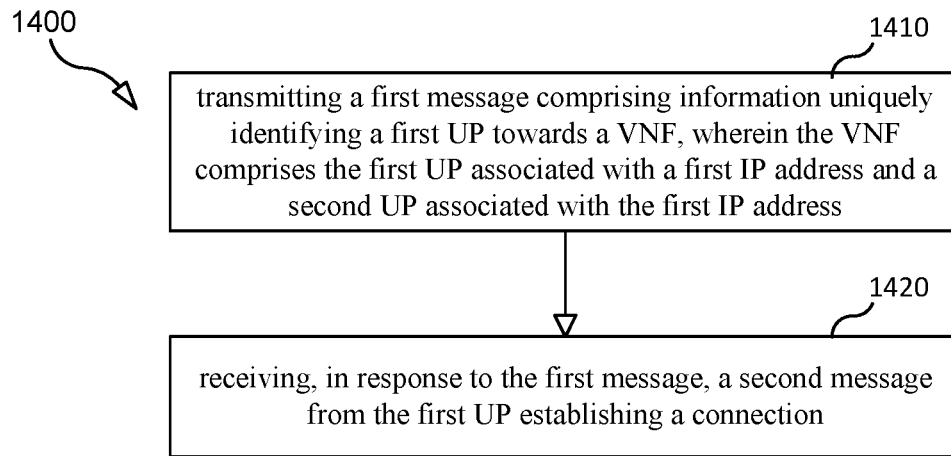 1400
1410
transmitting a first message comprising information uniquely
identifying a first UP towards a VNF, wherein the VNF
comprises the first UP associated with a first IP address and a
second UP associated with the first IP address
1420
receiving, in response to the first message, a second message
from the first UP establishing a connection